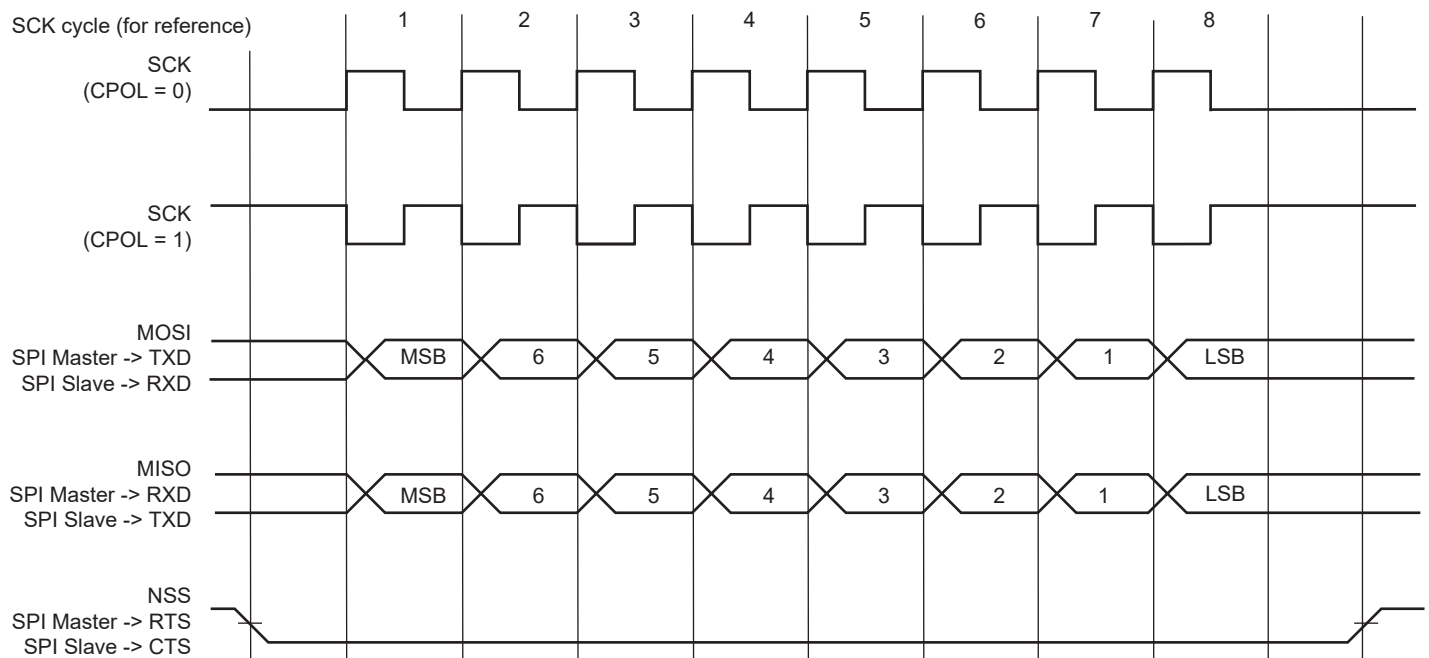 SCK cycle (for reference)
1 2 3 4 5 6 7 8
SCK
(CPOL = 0)
SCK
(CPOL = 1)
MOSI
SPI Master -> TXD
SPI Slave -> RXD
MSB 6 5 4 3 2 1 LSB
MISO
SPI Master -> RXD
SPI Slave -> TXD
MSB 6 5 4 3 2 1 LSB
NSS
SPI Master -> RTS
SPI Slave -> CTS